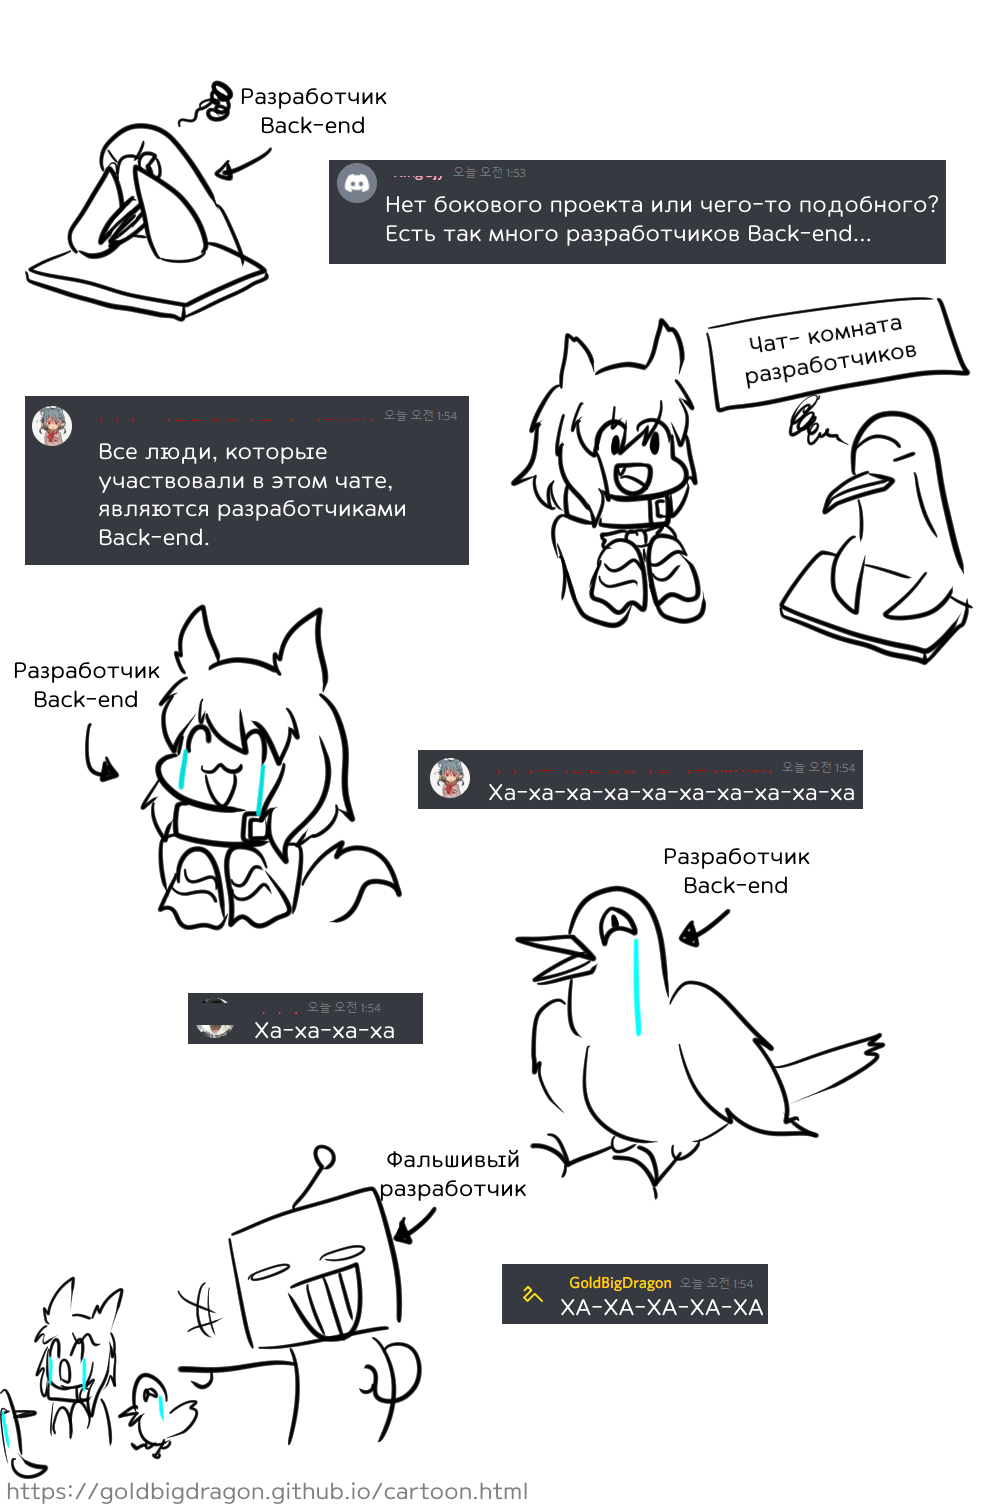 Разработчик
Back-end
오늘 오전 1:53
Нет бокового проекта или чего-то подобного?
Есть так много разработчиков Back-end...
Чат- комната
разработчиков
오늘 오전 1:54
Все люди, которые
участвовали в этом чате,
являются разработчиками
Back-end.
Разработчик
Back-end
오늘 오전 1:54
Ха-ха-ха-ха-ха-ха-ха-ха-ха-ха
Разработчик
Back-end
오늘 오전 1:54
Ха-ха-ха-ха
Фальшивый
разработчик
GoldBigDragon 오늘 오전 1:54
ХА-ХА-ХА-ХА-ХА
https://goldbigdragon.github.io/cartoon.html